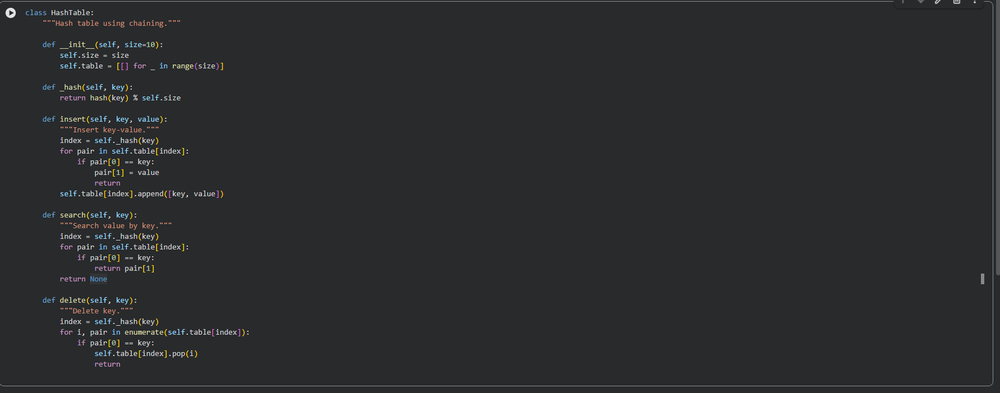 class HashTable:
    """Hash table using chaining."""
    def __init__(self, size=10):
        self.size = size
        self.table = [[] for _ in range(size)]
    def _hash(self, key):
        return hash(key) % self.size
    def insert(self, key, value):
        """Insert key-value."""
        index = self._hash(key)
        for pair in self.table[index]:
            if pair[0] == key:
                pair[1] = value
                return
        self.table[index].append([key, value])
    def search(self, key):
        """Search value by key."""
        index = self._hash(key)
        for pair in self.table[index]:
            if pair[0] == key:
                return pair[1]
        return None
    def delete(self, key):
        """Delete key."""
        index = self._hash(key)
        for i, pair in enumerate(self.table[index]):
            if pair[0] == key:
                self.table[index].pop(i)
                return